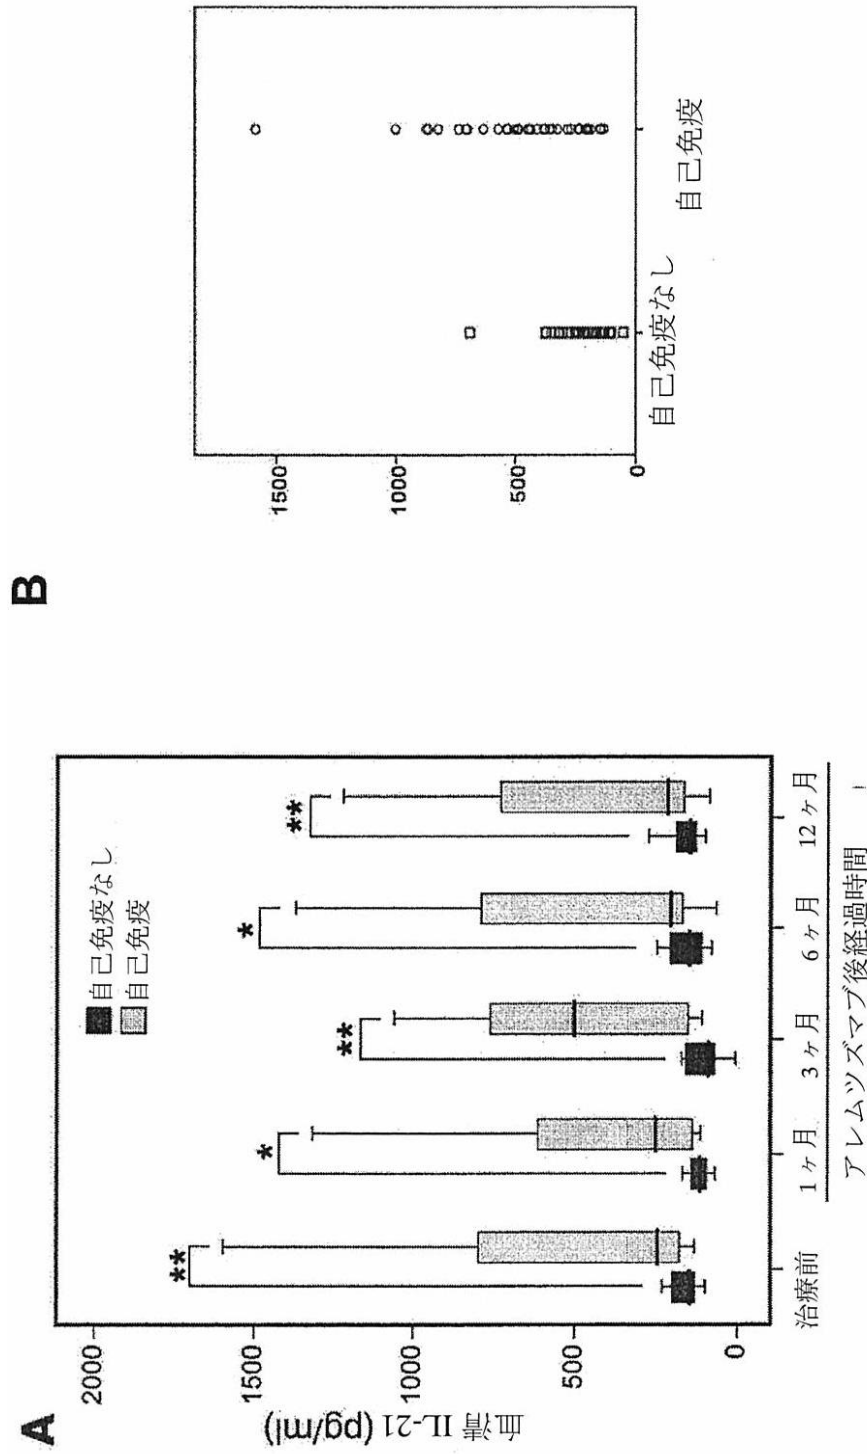 A
血清 IL-21 (pg/ml)
2000
1500
1000
500
0
自己免疫なし
自己免疫
**
*
**
*
**
治療前
1ヶ月
3ヶ月
6ヶ月
12ヶ月
アレムツズマブ後経過時間
B
1500
1000
500
0
自己免疫なし
自己免疫